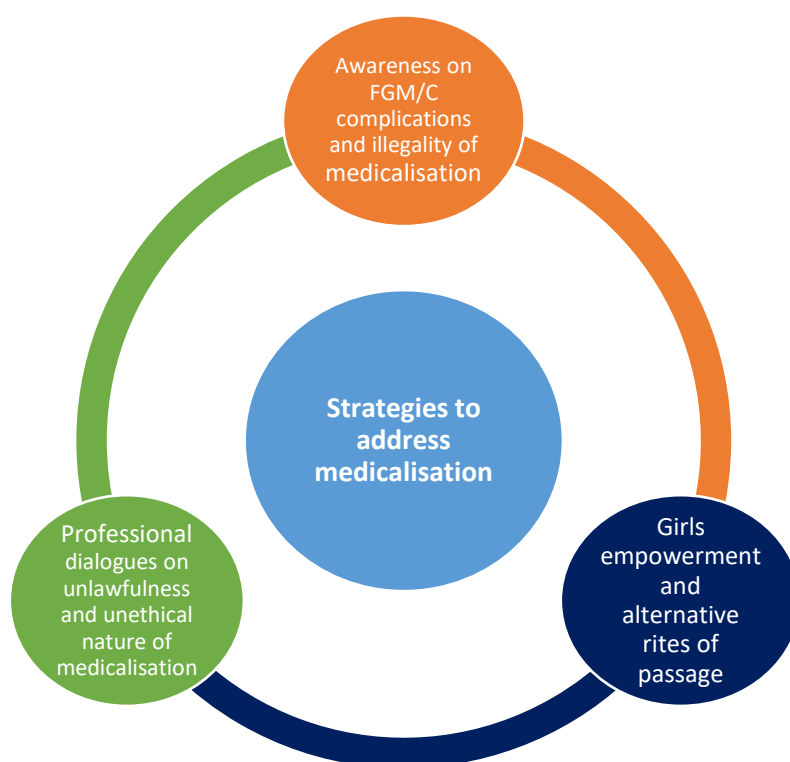 Awareness on
FGM/C
complications
and illegality of
medicalisation
Strategies to
address
medicalisation
Professional
dialogues on
unlawfulness
and unethical
nature of
medicalisation
Girls
empowerment
and
alternative
rites of
passage